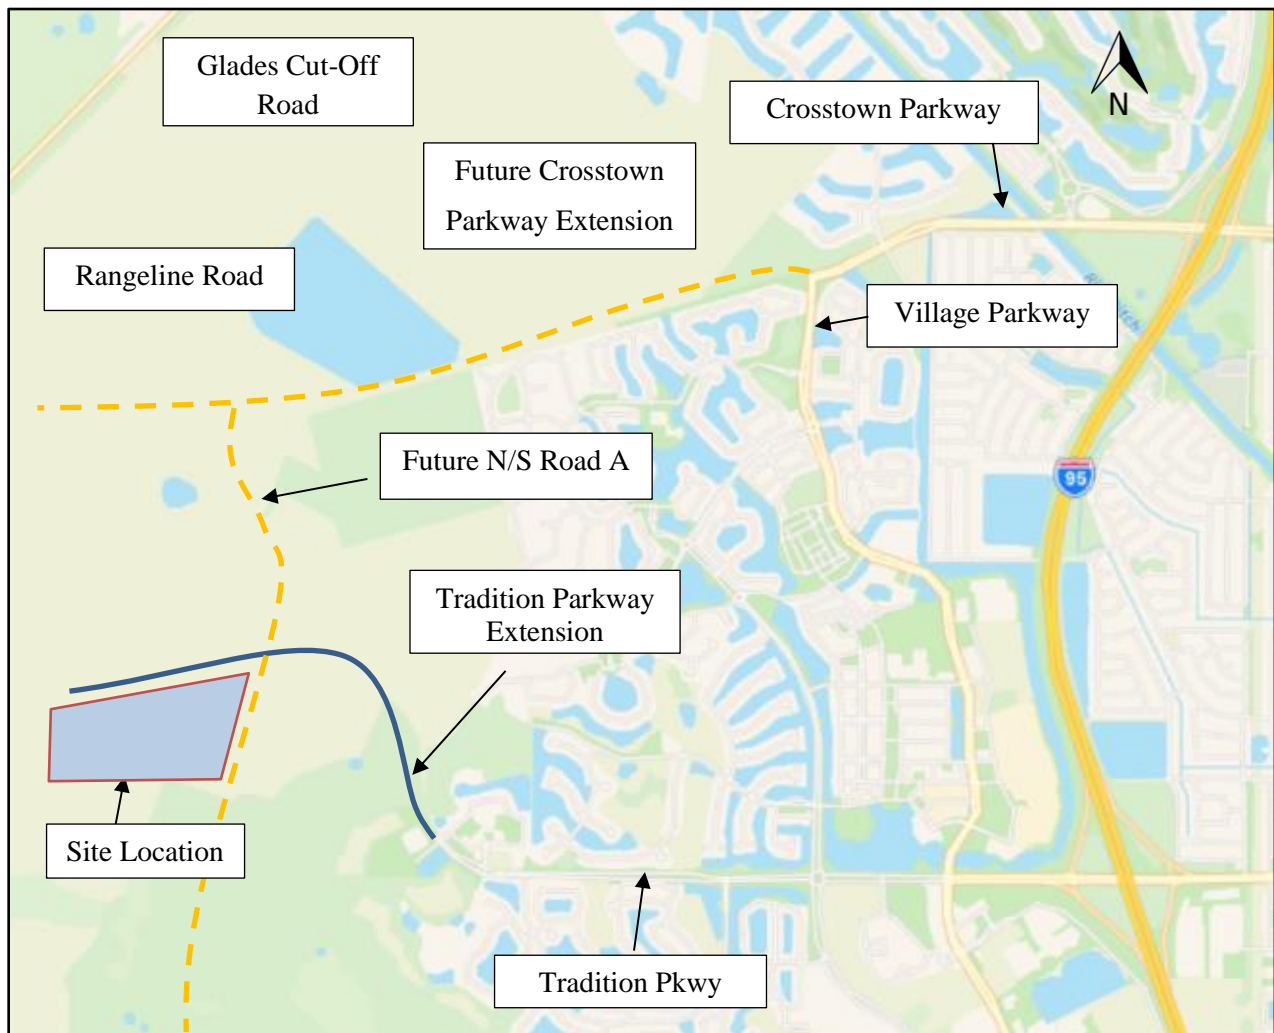 Glades Cut-Off
Road
Crosstown Parkway
N
Future Crosstown
Parkway Extension
Rangeline Road
Village Parkway
Future N/S Road A
95
Tradition Parkway
Extension
Site Location
Tradition Pkwy